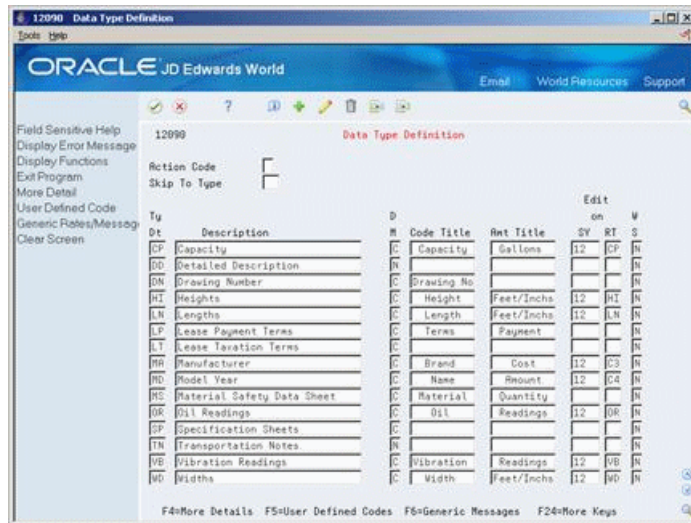 12090 Data Type Definition
Tools Help
ORACLE JD Edwards World
Email World Resources Support
Field Sensitive Help
Display Error Message
Display Functions
Exit Program
More Detail
User Defined Code
Generic Rates/Messag
Clear Screen
12090 Data Type Definition
Action Code
Skip To Type
Edit
Ty D on W
Dt Description M Code Title Amt Title SY RT S
CP Capacity C Capacity Gallons 12 CP N
DD Detailed Description N N
DN Drawing Number C Drawing No N
HI Heights C Height Feet/Inchs 12 HI N
LN Lengths C Length Feet/Inchs 12 LN N
LP Lease Payment Terms C Terms Payment N
LT Lease Taxation Terms C N
MA Manufacturer C Brand Cost 12 C3 N
MD Model Year C Name Amount 12 C4 N
MS Material Safety Data Sheet C Material Quantity N
OR Oil Readings C Oil Readings 12 OR N
SP Specification Sheets C N
TN Transportation Notes N N
VB Vibration Readings C Vibration Readings 12 VB N
WD Widths C Width Feet/Inchs 12 WD N
F4=More Details F5=User Defined Codes F6=Generic Messages F24=More Keys